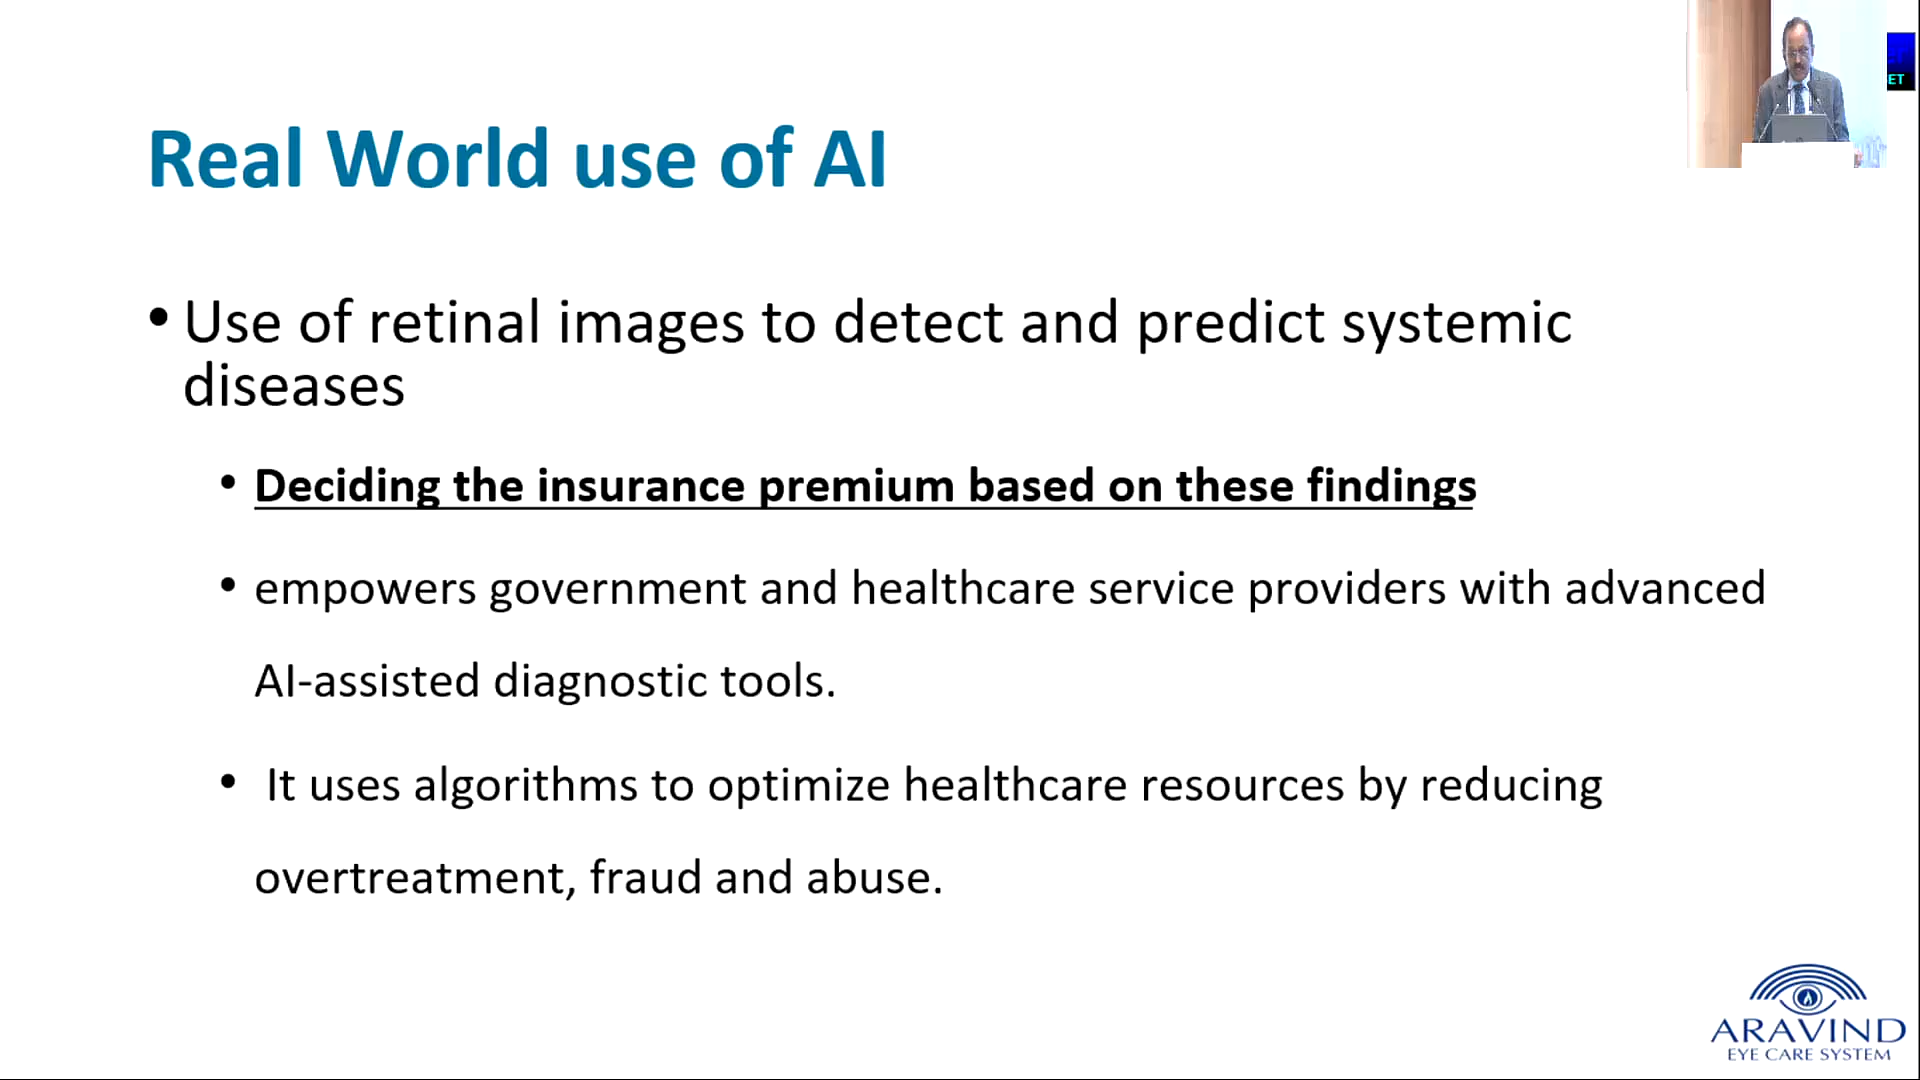 ET
Real World use of AI
• Use of retinal images to detect and predict systemic
diseases
• Deciding the insurance premium based on these findings
• empowers government and healthcare service providers with advanced
AI-assisted diagnostic tools.
• It uses algorithms to optimize healthcare resources by reducing
overtreatment, fraud and abuse.
ARAVIND
EYE CARE SYSTEM